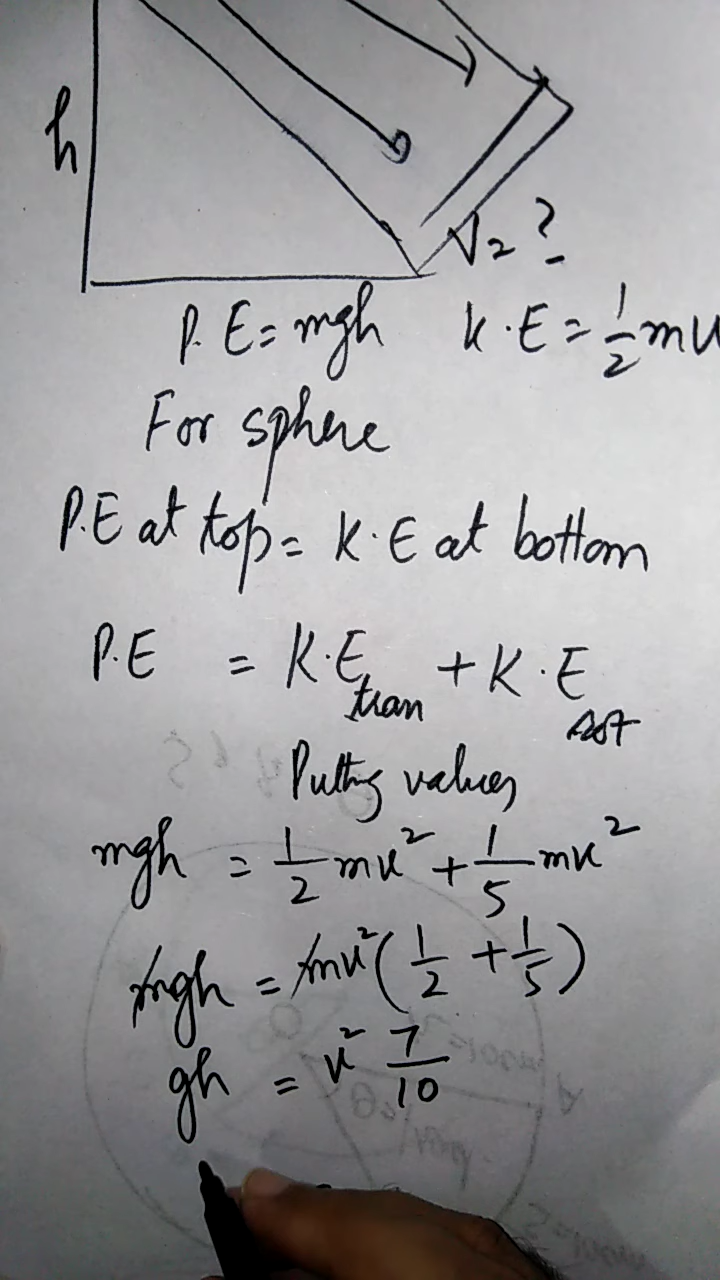 h
V = ?
P.E = mgh K.E = 1/2 mv
For sphere
P.E at top = K.E at bottom
P.E = K.E tran + K.E rot
Putting values
mgh = 1/2 mv² + 1/5 mv²
mgh = mv² (1/2 + 1/5)
gh = v² 7/10